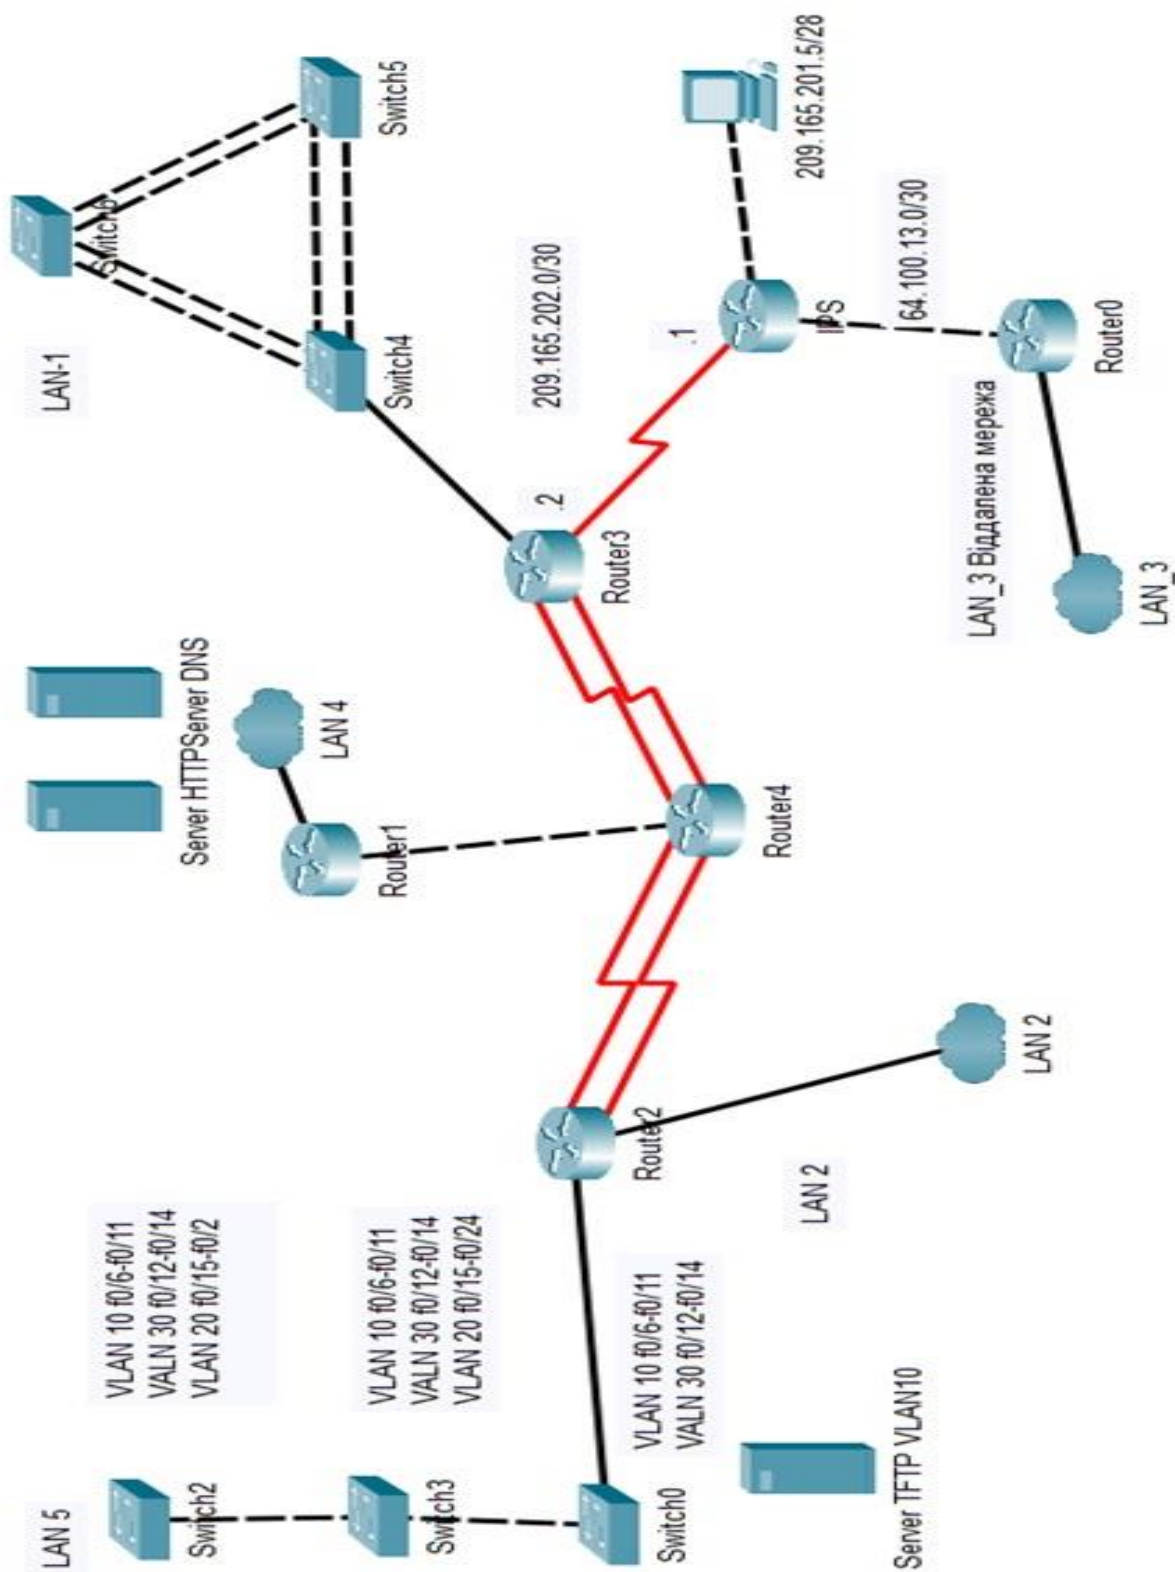 LAN 5
Switch2
VLAN 10 f0/6-f0/11
VALN 30 f0/12-f0/14
VLAN 20 f0/15-f0/2
Switch3
VLAN 10 f0/6-f0/11
VALN 30 f0/12-f0/14
VLAN 20 f0/15-f0/24
Switch0
VLAN 10 f0/6-f0/11
VALN 30 f0/12-f0/14
Server TFTP VLAN10
Router2
LAN 2
LAN 2
Server HTTP
Server DNS
LAN 4
Router1
Router4
LAN-1
Switch6
Switch5
Switch4
Router3
.2
209.165.202.0/30
.1
IPS
209.165.201.5/28
64.100.13.0/30
Router0
LAN_3 Віддалена мережа
LAN_3